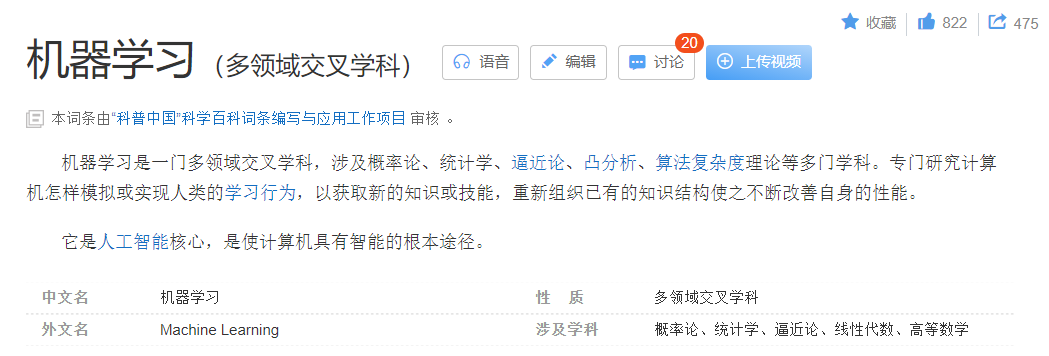 收藏 822 475
机器学习（多领域交叉学科） 语音 编辑 讨论 20 上传视频
本词条由“科普中国”科学百科词条编写与应用工作项目 审核 。
机器学习是一门多领域交叉学科，涉及概率论、统计学、逼近论、凸分析、算法复杂度理论等多门学科。专门研究计算
机怎样模拟或实现人类的学习行为，以获取新的知识或技能，重新组织已有的知识结构使之不断改善自身的性能。
它是人工智能核心，是使计算机具有智能的根本途径。
中文名 机器学习 性 质 多领域交叉学科
外文名 Machine Learning 涉及学科 概率论、统计学、逼近论、线性代数、高等数学